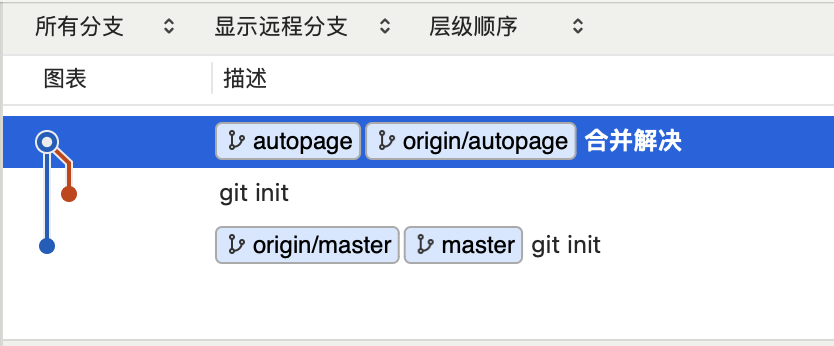 所有分支 显示远程分支 层级顺序
图表 描述
autopage origin/autopage 合并解决
git init
origin/master master git init